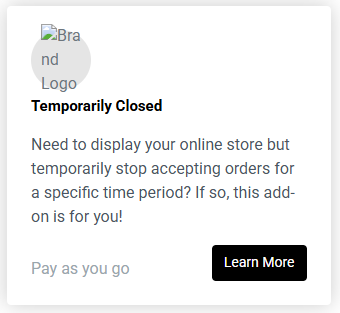 Bra
nd
Logo
Temporarily Closed
Need to display your online store but
temporarily stop accepting orders for
a specific time period? If so, this add-
on is for you!
Pay as you go
Learn More